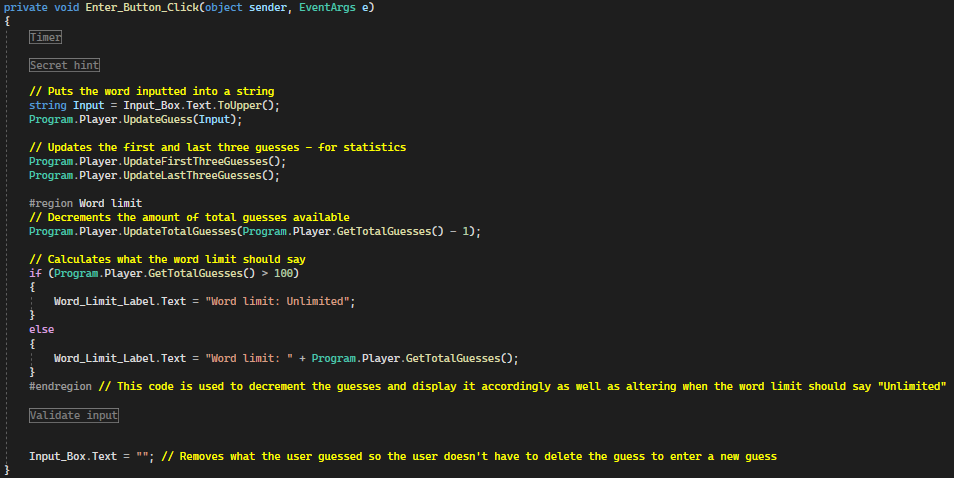 private void Enter_Button_Click(object sender, EventArgs e)
{
Timer
Secret hint
// Puts the word inputted into a string
string Input = Input_Box.Text.ToUpper();
Program.Player.UpdateGuess(Input);
// Updates the first and last three guesses - for statistics
Program.Player.UpdateFirstThreeGuesses();
Program.Player.UpdateLastThreeGuesses();
#region Word limit
// Decrements the amount of total guesses available
Program.Player.UpdateTotalGuesses(Program.Player.GetTotalGuesses() - 1);
// Calculates what the word limit should say
if (Program.Player.GetTotalGuesses() > 100)
{
Word_Limit_Label.Text = "Word limit: Unlimited";
}
else
{
Word_Limit_Label.Text = "Word limit: " + Program.Player.GetTotalGuesses();
}
#endregion // This code is used to decrement the guesses and display it accordingly as well as altering when the word limit should say "Unlimited"
Validate input
Input_Box.Text = ""; // Removes what the user guessed so the user doesn't have to delete the guess to enter a new guess
}